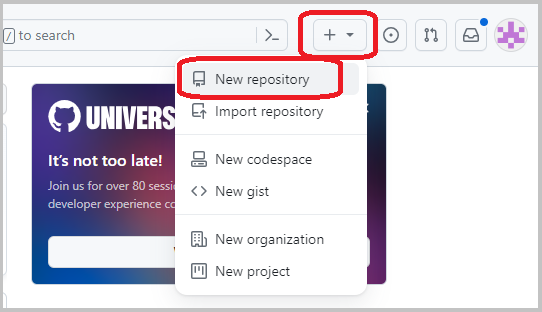 / to search
New repository
Import repository
New codespace
New gist
New organization
New project
UNIVERS
It's not too late!
Join us for over 80 sessi
developer experience co